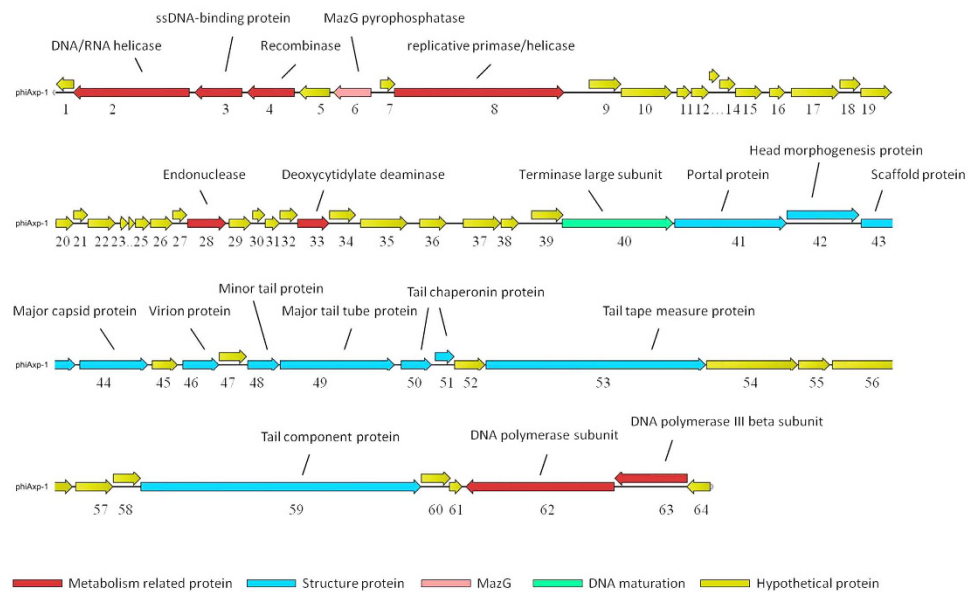 ssDNA-binding protein MazG pyrophosphatase
DNA/RNA helicase Recombinase replicative primase/helicase
phiAxp-1
1 2 3 4 5 6 7 8 9 10 11 12... 14 15 16 17 18 19
Head morphogenesis protein
Endonuclease Deoxycytidylate deaminase Terminase large subunit Portal protein Scaffold protein
phiAxp-1
20 21 22 23... 25 26 27 28 29 30 31 32 33 34 35 36 37 38 39 40 41 42 43
Minor tail protein Tail chaperonin protein
Major capsid protein Virion protein Major tail tube protein Tail tape measure protein
phiAxp-1
44 45 46 47 48 49 50 51 52 53 54 55 56
DNA polymerase III beta subunit
Tail component protein DNA polymerase subunit
phiAxp-1
57 58 59 60 61 62 63 64
Metabolism related protein Structure protein MazG DNA maturation Hypothetical protein